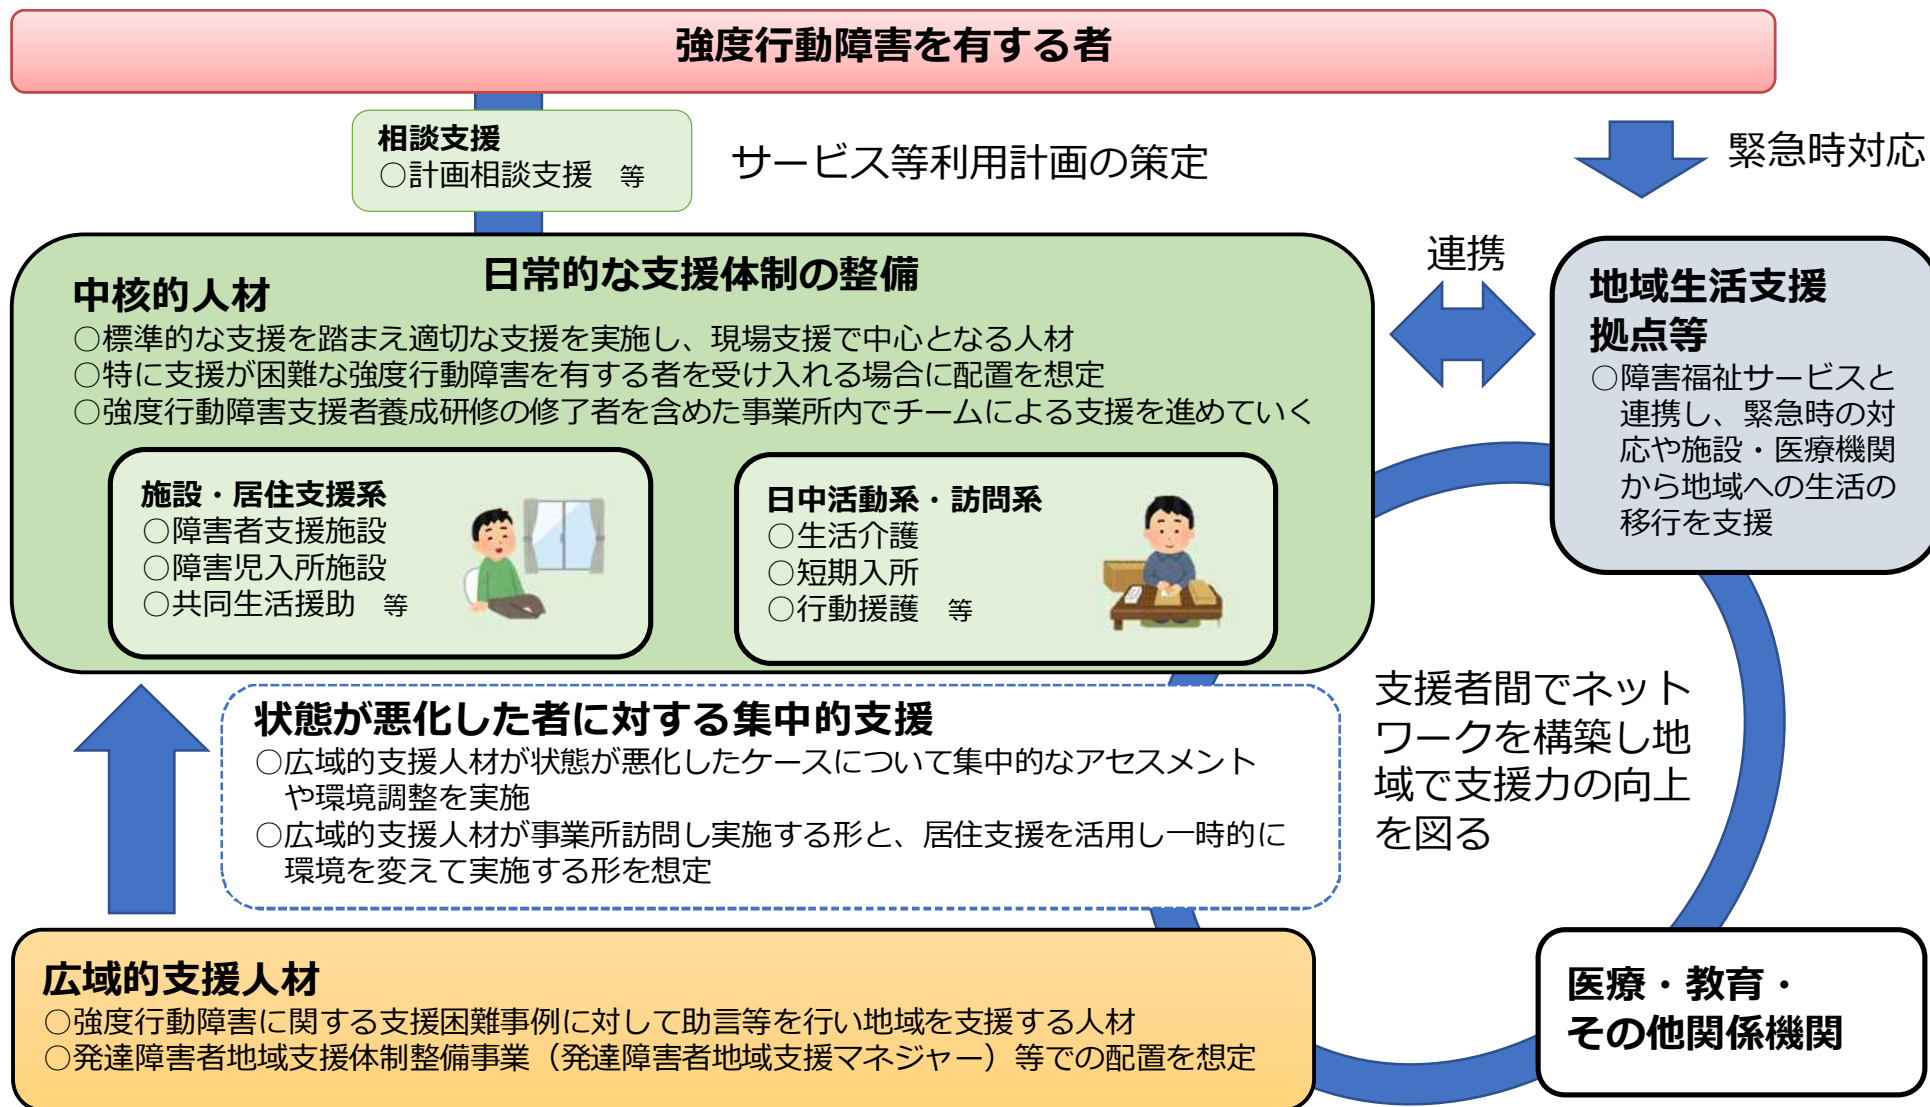 強度行動障害を有する者
相談支援
○計画相談支援　等
サービス等利用計画の策定
緊急時対応
日常的な支援体制の整備
中核的人材
○標準的な支援を踏まえ適切な支援を実施し、現場支援で中心となる人材
○特に支援が困難な強度行動障害を有する者を受け入れる場合に配置を想定
○強度行動障害支援者養成研修の修了者を含めた事業所内でチームによる支援を進めていく
施設・居住支援系
○障害者支援施設
○障害児入所施設
○共同生活援助　等
日中活動系・訪問系
○生活介護
○短期入所
○行動援護　等
連携
地域生活支援
拠点等
○障害福祉サービスと
連携し、緊急時の対
応や施設・医療機関
から地域への生活の
移行を支援
状態が悪化した者に対する集中的支援
○広域的支援人材が状態が悪化したケースについて集中的なアセスメント
や環境調整を実施
○広域的支援人材が事業所訪問し実施する形と、居住支援を活用し一時的に
環境を変えて実施する形を想定
支援者間でネット
ワークを構築し地
域で支援力の向上
を図る
広域的支援人材
○強度行動障害に関する支援困難事例に対して助言等を行い地域を支援する人材
○発達障害者地域支援体制整備事業（発達障害者地域支援マネジャー）等での配置を想定
医療・教育・
その他関係機関